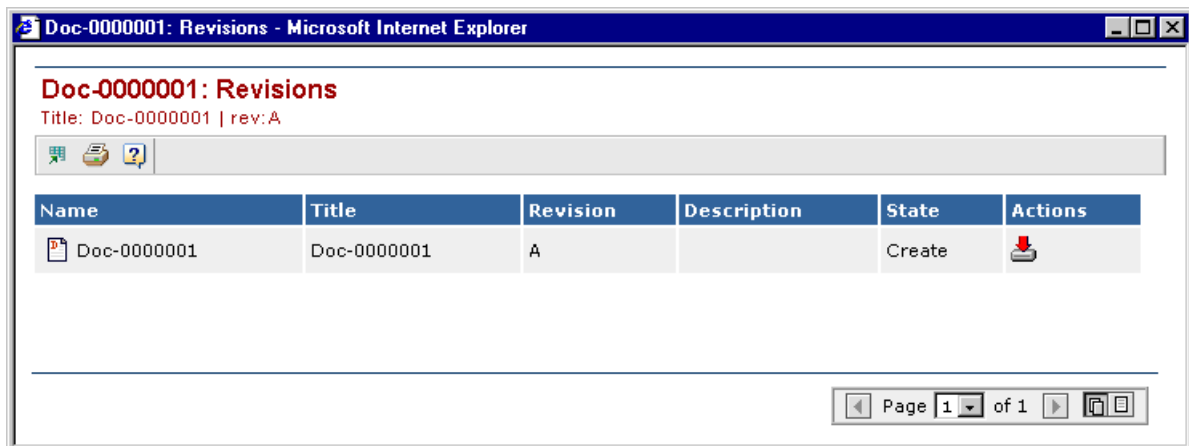 Doc-0000001: Revisions - Microsoft Internet Explorer
Doc-0000001: Revisions
Title: Doc-0000001 | rev:A
Name Title Revision Description State Actions
Doc-0000001 Doc-0000001 A Create
Page 1 of 1